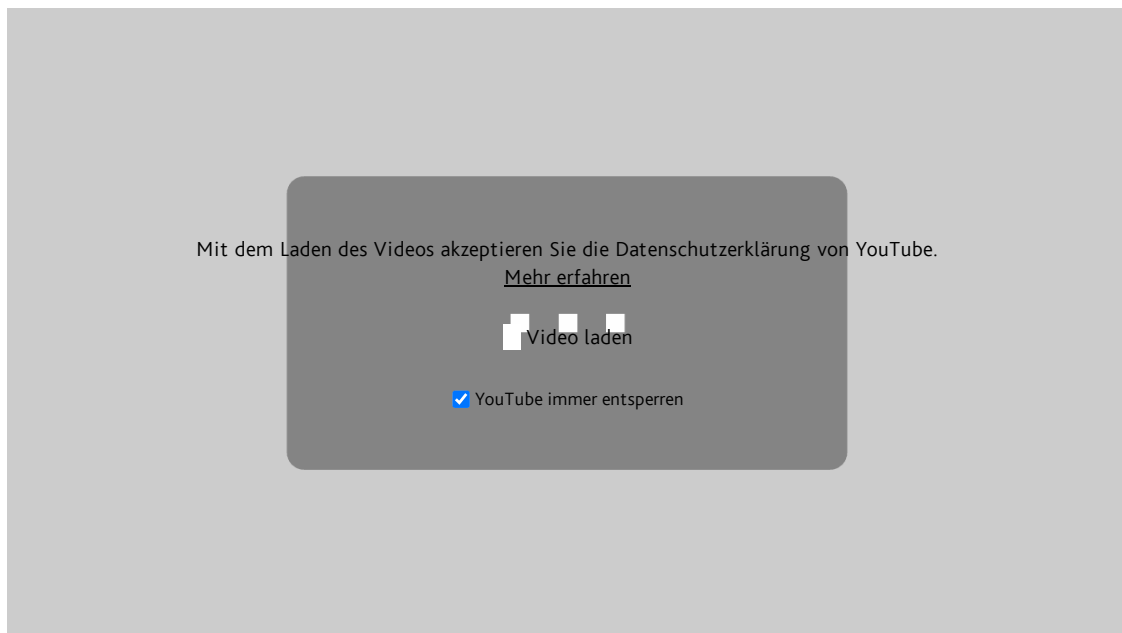 Mit dem Laden des Videos akzeptieren Sie die Datenschutzerklärung von YouTube.
Mehr erfahren
Video laden
YouTube immer entsperren